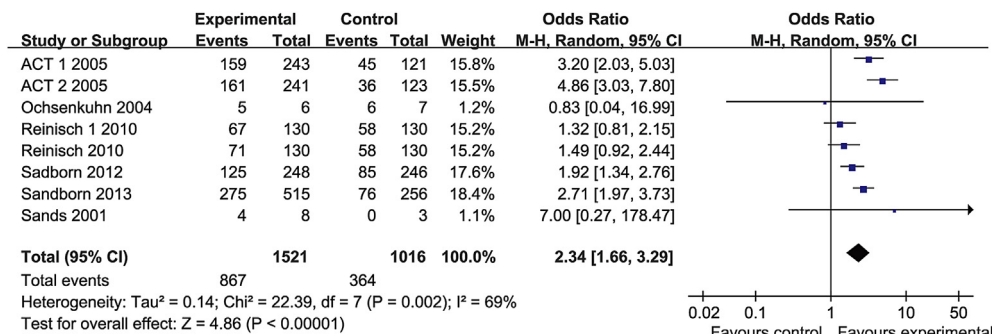 Experimental Control Odds Ratio Odds Ratio
Study or Subgroup Events Total Events Total Weight M-H, Random, 95% CI M-H, Random, 95% CI
ACT 1 2005 159 243 45 121 15.8% 3.20 [2.03, 5.03]
ACT 2 2005 161 241 36 123 15.5% 4.86 [3.03, 7.80]
Ochsenkuhn 2004 5 6 6 7 1.2% 0.83 [0.04, 16.99]
Reinisch 1 2010 67 130 58 130 15.2% 1.32 [0.81, 2.15]
Reinisch 2010 71 130 58 130 15.2% 1.49 [0.92, 2.44]
Sadborn 2012 125 248 85 246 17.6% 1.92 [1.34, 2.76]
Sandborn 2013 275 515 76 256 18.4% 2.71 [1.97, 3.73]
Sands 2001 4 8 0 3 1.1% 7.00 [0.27, 178.47]
Total (95% CI) 1521 1016 100.0% 2.34 [1.66, 3.29]
Total events 867 364
Heterogeneity: Tau² = 0.14; Chi² = 22.39, df = 7 (P = 0.002); I² = 69%
Test for overall effect: Z = 4.86 (P < 0.00001)
0.02 0.1 1 10 50
Favours control Favours experimental